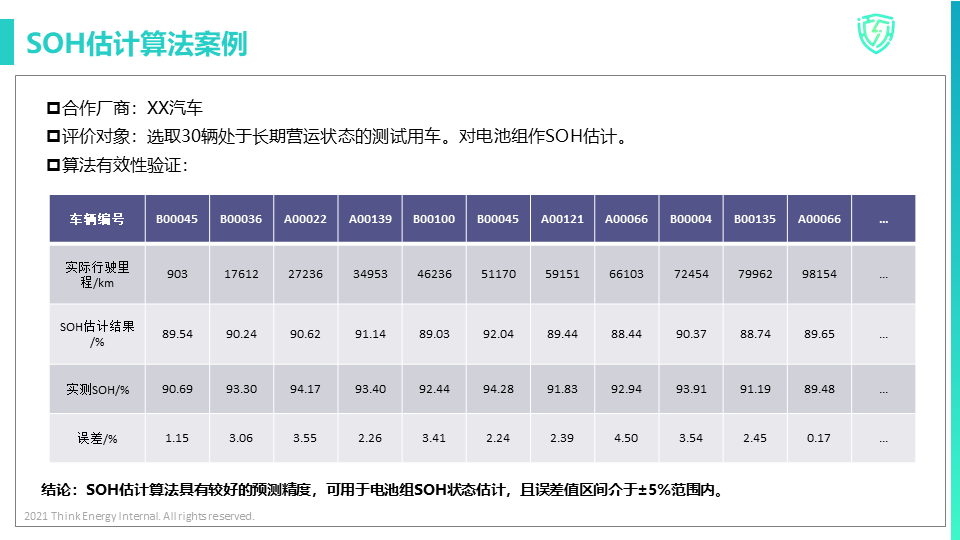 SOH估计算法案例
合作厂商：XX汽车
评价对象：选取30辆处于长期营运状态的测试用车。对电池组作SOH估计。
算法有效性验证：
车辆编号 B00045 B00036 A00022 A00139 B00100 B00045 A00121 A00066 B00004 B00135 A00066 ...
实际行驶里
程/km 903 17612 27236 34953 46236 51170 59151 66103 72454 79962 98154 ...
SOH估计结果
/% 89.54 90.24 90.62 91.14 89.03 92.04 89.44 88.44 90.37 88.74 89.65 ...
实测SOH/% 90.69 93.30 94.17 93.40 92.44 94.28 91.83 92.94 93.91 91.19 89.48 ...
误差/% 1.15 3.06 3.55 2.26 3.41 2.24 2.39 4.50 3.54 2.45 0.17 ...
结论：SOH估计算法具有较好的预测精度，可用于电池组SOH状态估计，且误差值区间介于±5%范围内。
2021 Think Energy Internal. All rights reserved.